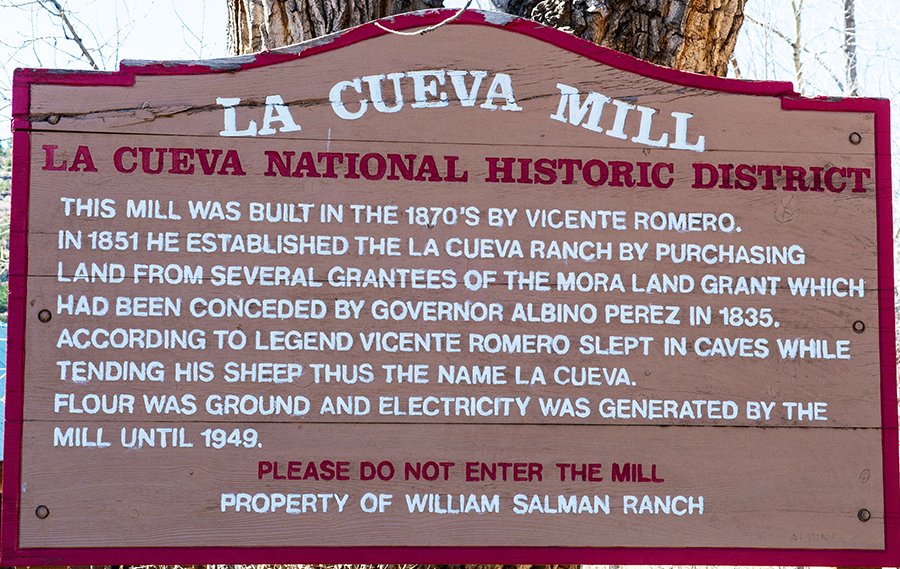 LA CUEVA MILL
LA CUEVA NATIONAL HISTORIC DISTRICT
THIS MILL WAS BUILT IN THE 1870'S BY VICENTE ROMERO.
IN 1851 HE ESTABLISHED THE LA CUEVA RANCH BY PURCHASING
LAND FROM SEVERAL GRANTEES OF THE MORA LAND GRANT WHICH
HAD BEEN CONCEDED BY GOVERNOR ALBINO PEREZ IN 1835.
ACCORDING TO LEGEND VICENTE ROMERO SLEPT IN CAVES WHILE
TENDING HIS SHEEP THUS THE NAME LA CUEVA.
FLOUR WAS GROUND AND ELECTRICITY WAS GENERATED BY THE
MILL UNTIL 1949.
PLEASE DO NOT ENTER THE MILL
PROPERTY OF WILLIAM SALMAN RANCH